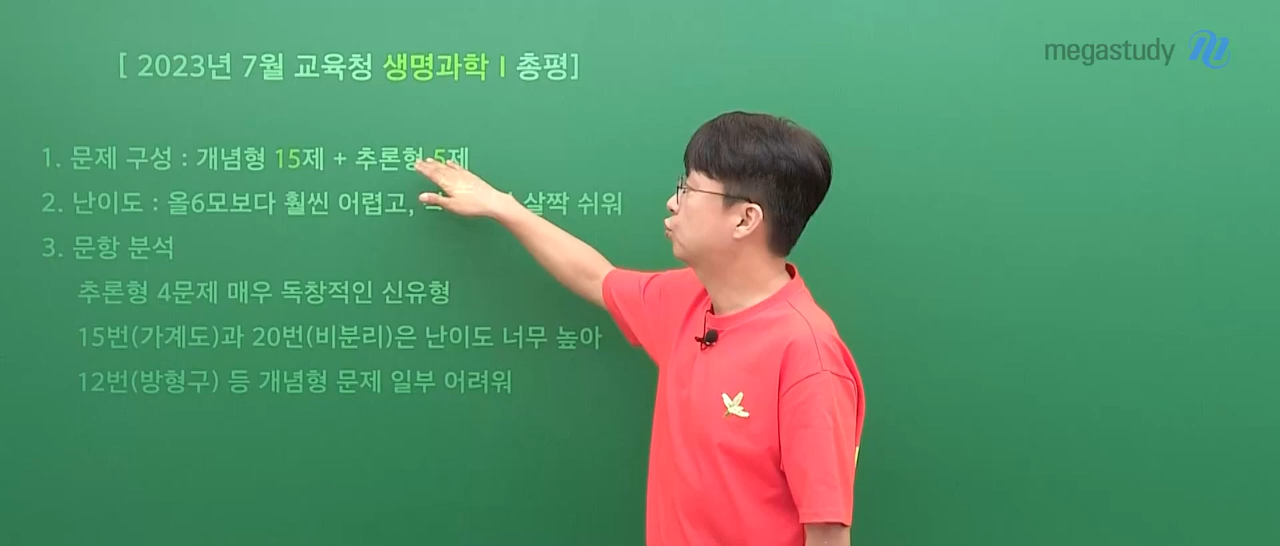 [ 2023년 7월 교육청 생명과학 I 총평]
megastudy
1. 문제 구성 : 개념형 15제 + 추론형 5제
2. 난이도 : 올6모보다 훨씬 어렵고, 살짝 쉬워
3. 문항 분석
추론형 4문제 매우 독창적인 신유형
15번(가계도)과 20번(비분리)은 난이도 너무 높아
12번(방형구) 등 개념형 문제 일부 어려워